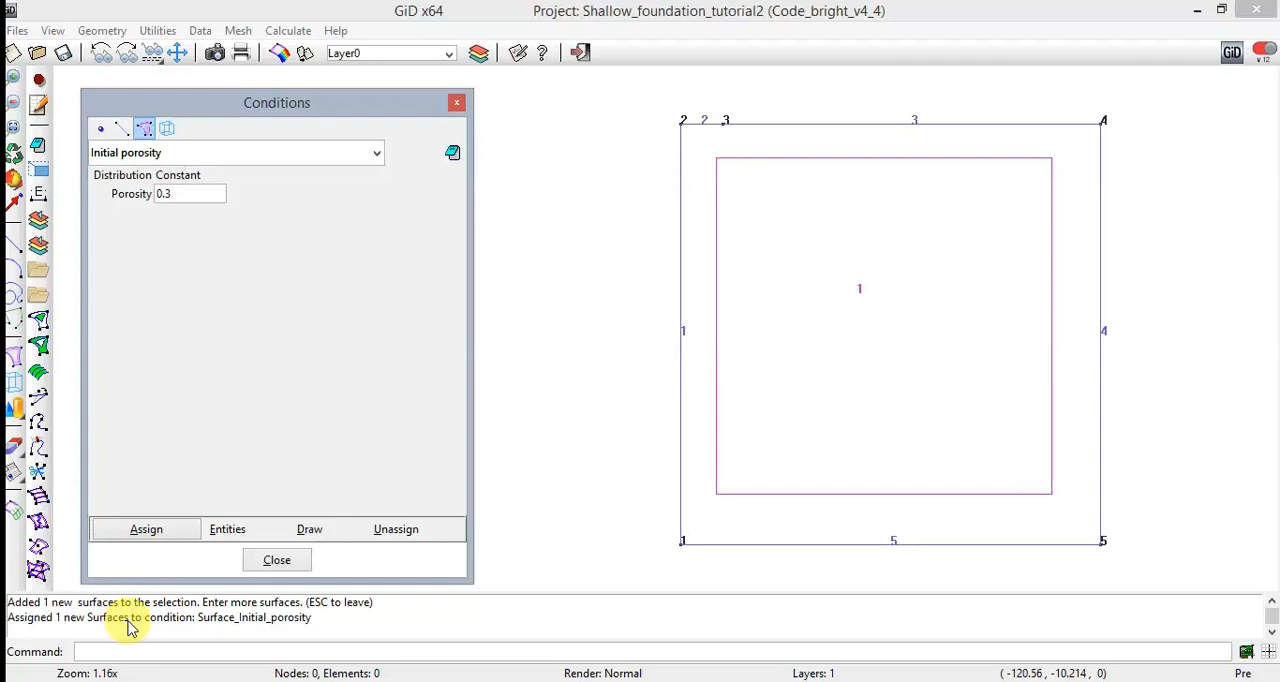 GiD x64 Project: Shallow_foundation_tutorial2 (Code_bright_v4_4)
Files View Geometry Utilities Data Mesh Calculate Help
Layer0
GiD
v 12
Conditions
Initial porosity
Distribution Constant
Porosity 0.3
Assign Entities Draw Unassign
Close
2 2 3 3 4
1
1 4
1 5 5
Added 1 new surfaces to the selection. Enter more surfaces. (ESC to leave)
Assigned 1 new Surfaces to condition: Surface_Initial_porosity
Command:
Zoom: 1.16x Nodes: 0, Elements: 0 Render: Normal Layers: 1 ( -120.56 , -10.214 , 0) Pre